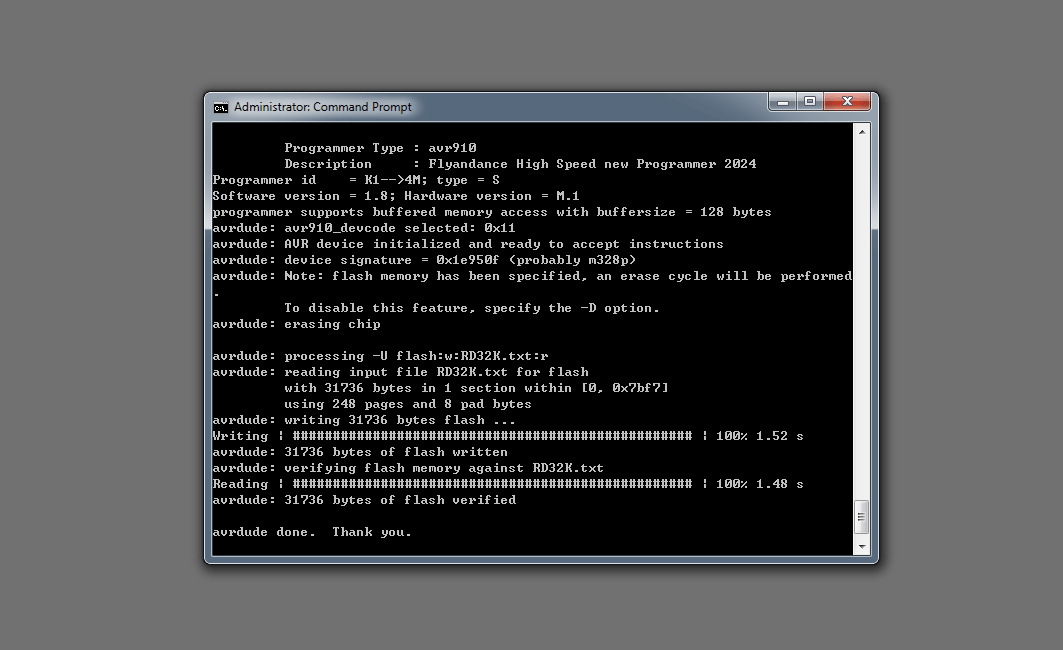 Administrator: Command Prompt
Programmer Type : avr910
Description : Flyandance High Speed new Programmer 2024
Programmer id = K1-->4M; type = S
Software version = 1.8; Hardware version = M.1
programmer supports buffered memory access with buffersize = 128 bytes
avrdude: avr910_devcode selected: 0x11
avrdude: AVR device initialized and ready to accept instructions
avrdude: device signature = 0x1e950f (probably m328p)
avrdude: Note: flash memory has been specified, an erase cycle will be performed
.
To disable this feature, specify the -D option.
avrdude: erasing chip
avrdude: processing -U flash:w:RD32K.txt:r
avrdude: reading input file RD32K.txt for flash
with 31736 bytes in 1 section within [0, 0x7bf7]
using 248 pages and 8 pad bytes
avrdude: writing 31736 bytes flash ...
Writing | ################################################## | 100% 1.52 s
avrdude: 31736 bytes of flash written
avrdude: verifying flash memory against RD32K.txt
Reading | ################################################## | 100% 1.48 s
avrdude: 31736 bytes of flash verified
avrdude done.  Thank you.